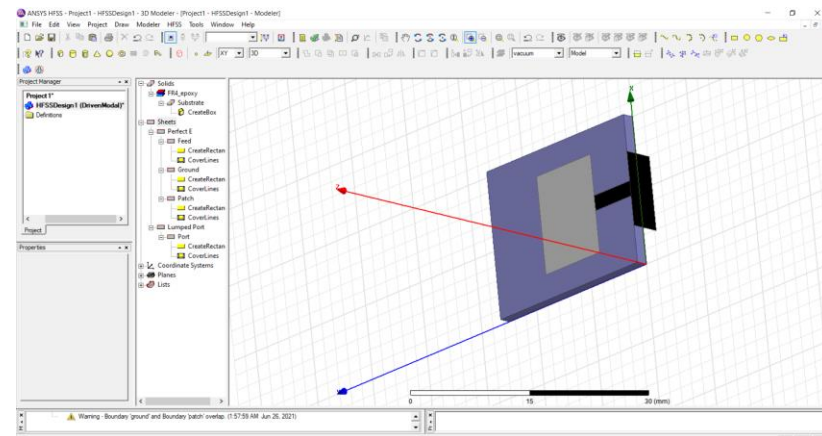 ANSYS HFSS - Project1 - HFSSDesign1 - 3D Modeler - [Project1 - HFSSDesign1 - Modeler]
File Edit View Project Draw Modeler HFSS Tools Window Help
XY 3D vacuum Model
Project Manager
Project1*
HFSSDesign1 (DrivenModal)*
Definitions
Project
Properties
Solids
FR4_epoxy
Substrate
CreateBox
Sheets
Perfect E
Feed
CreateRectan
CoverLines
Ground
CreateRectan
CoverLines
Patch
CreateRectan
CoverLines
Lumped Port
Port
CreateRectan
CoverLines
Coordinate Systems
Planes
Lists
0 15 30 (mm)
Warning - Boundary 'ground' and Boundary 'patch' overlap. (1:57:59 AM Jun 26, 2021)